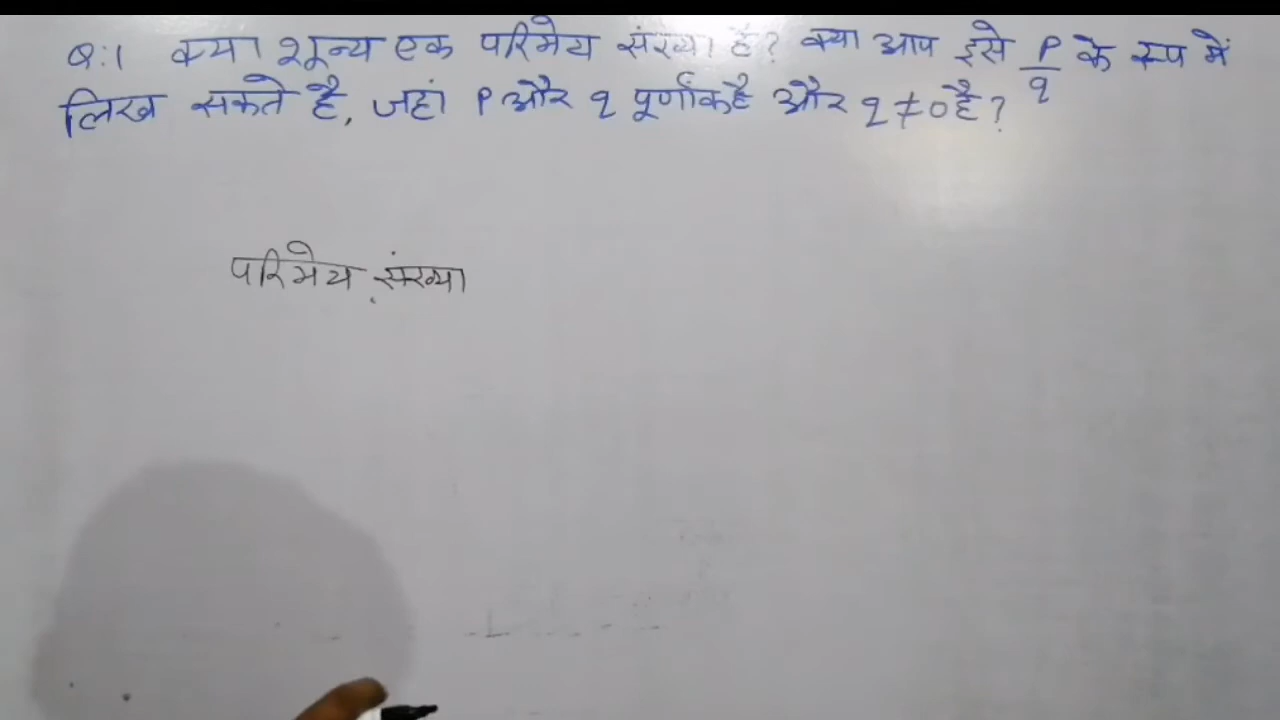 Q:1 क्या शून्य एक परिमेय संख्या है? क्या आप इसे p/q के रूप में
लिख सकते है, जहां p और q पूर्णांक है और q ≠ 0 है?
परिमेय संख्या